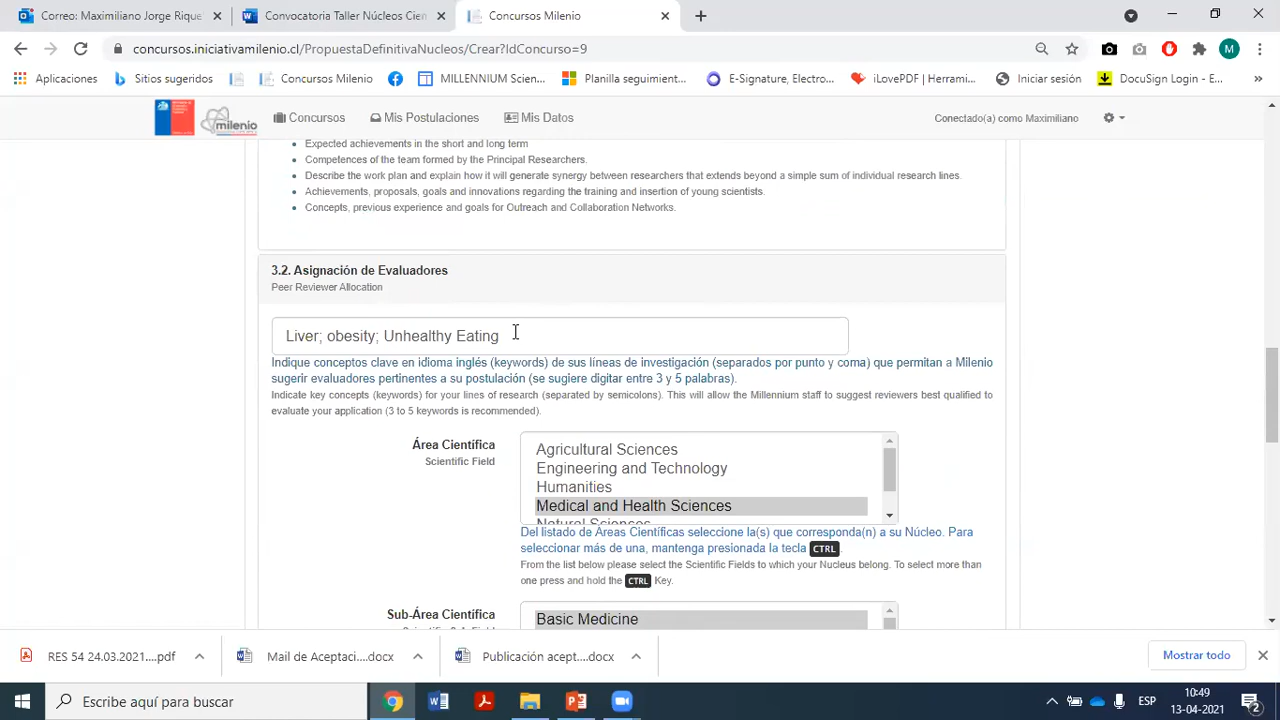 Correo: Maximiliano Jorge Rique
Convocatoria Taller Núcleos Cien
Concursos Milenio
concursos.iniciativamilenio.cl/PropuestaDefinitivaNucleos/Crear?IdConcurso=9
M
Aplicaciones
Sitios sugeridos
Concursos Milenio
MILLENNIUM Scien...
Planilla seguimient...
E-Signature, Electro...
iLovePDF | Herrami...
Iniciar sesión
DocuSign Login - E...
»
milenio
Concursos
Mis Postulaciones
Mis Datos
Conectado(a) como Maximiliano
Expected achievements in the short and long term
Competences of the team formed by the Principal Researchers.
Describe the work plan and explain how it will generate synergy between researchers that extends beyond a simple sum of individual research lines.
Achievements, proposals, goals and innovations regarding the training and insertion of young scientists.
Concepts, previous experience and goals for Outreach and Collaboration Networks.
3.2. Asignación de Evaluadores
Peer Reviewer Allocation
Liver; obesity; Unhealthy Eating
Indique conceptos clave en idioma inglés (keywords) de sus líneas de investigación (separados por punto y coma) que permitan a Milenio
sugerir evaluadores pertinentes a su postulación (se sugiere digitar entre 3 y 5 palabras).
Indicate key concepts (keywords) for your lines of research (separated by semicolons). This will allow the Millennium staff to suggest reviewers best qualified to
evaluate your application (3 to 5 keywords is recommended).
Área Científica
Scientific Field
Agricultural Sciences
Engineering and Technology
Humanities
Medical and Health Sciences
Natural Sciences
Del listado de Áreas Científicas seleccione la(s) que corresponda(n) a su Núcleo. Para
seleccionar más de una, mantenga presionada la tecla CTRL.
From the list below please select the Scientific Fields to which your Nucleus belong. To select more than
one press and hold the CTRL Key.
Sub-Área Científica
Basic Medicine
RES 54 24.03.2021....pdf
Mail de Aceptaci....docx
Publicación acept....docx
Mostrar todo
Escribe aquí para buscar
ESP
10:49
13-04-2021
2